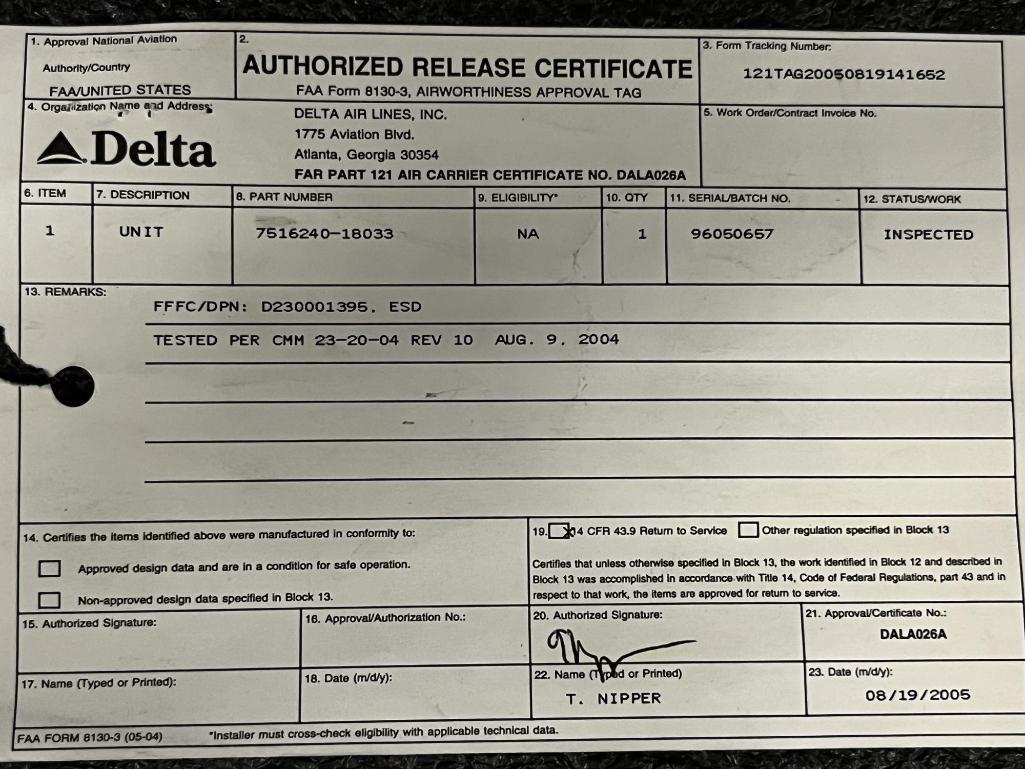 1. Approval National Aviation
Authority/Country
FAA/UNITED STATES
2.
AUTHORIZED RELEASE CERTIFICATE
FAA Form 8130-3, AIRWORTHINESS APPROVAL TAG
3. Form Tracking Number:
121TAG20050819141652
4. Organization Name and Address:
Delta
DELTA AIR LINES, INC.
1775 Aviation Blvd.
Atlanta, Georgia 30354
FAR PART 121 AIR CARRIER CERTIFICATE NO. DALA026A
5. Work Order/Contract Invoice No.
6. ITEM 7. DESCRIPTION 8. PART NUMBER 9. ELIGIBILITY* 10. QTY 11. SERIAL/BATCH NO. 12. STATUS/WORK
1 UNIT 7516240-18033 NA 1 96050657 INSPECTED
13. REMARKS:
FFFC/DPN: D230001395. ESD
TESTED PER CMM 23-20-04 REV 10 AUG. 9, 2004
14. Certifies the items identified above were manufactured in conformity to:
Approved design data and are in a condition for safe operation.
Non-approved design data specified in Block 13.
19. X 14 CFR 43.9 Return to Service Other regulation specified in Block 13
Certifies that unless otherwise specified in Block 13, the work identified in Block 12 and described in
Block 13 was accomplished in accordance with Title 14, Code of Federal Regulations, part 43 and in
respect to that work, the items are approved for return to service.
15. Authorized Signature:
16. Approval/Authorization No.:
20. Authorized Signature:
21. Approval/Certificate No.:
DALA026A
17. Name (Typed or Printed):
18. Date (m/d/y):
22. Name (Typed or Printed)
T. NIPPER
23. Date (m/d/y):
08/19/2005
FAA FORM 8130-3 (05-04) *Installer must cross-check eligibility with applicable technical data.